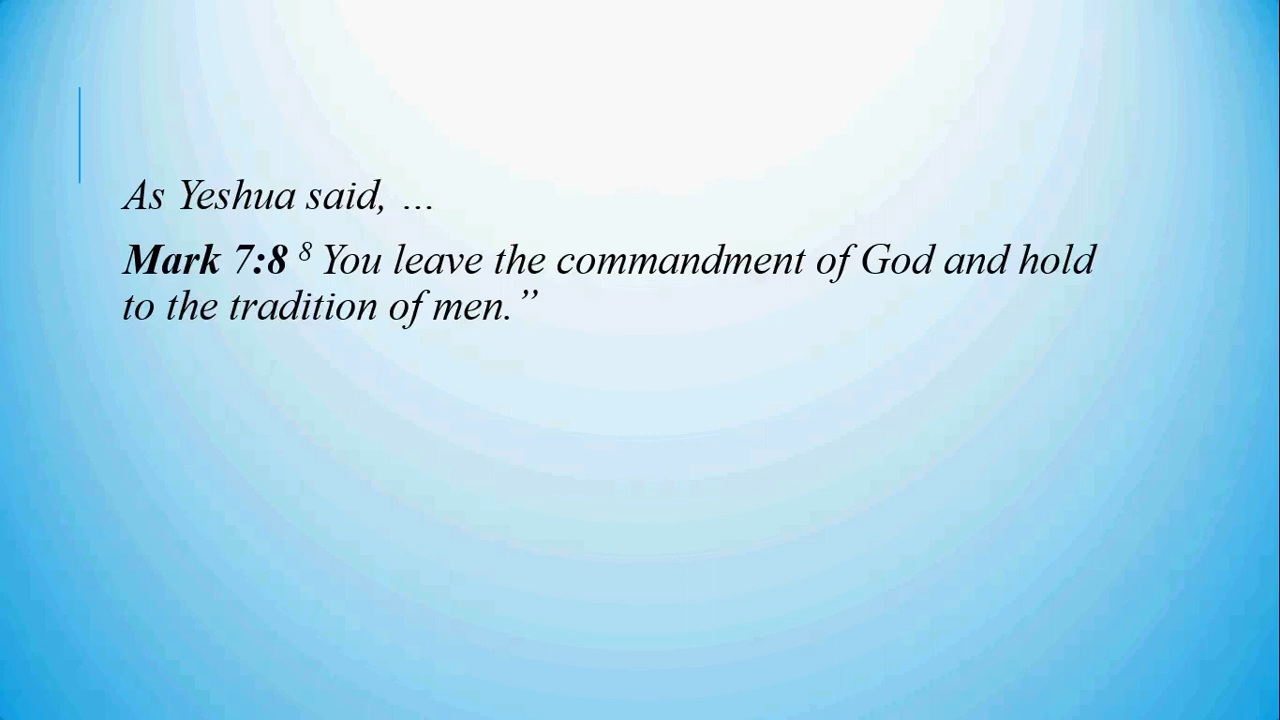 As Yeshua said, …
Mark 7:8 ⁸ You leave the commandment of God and hold
to the tradition of men.”